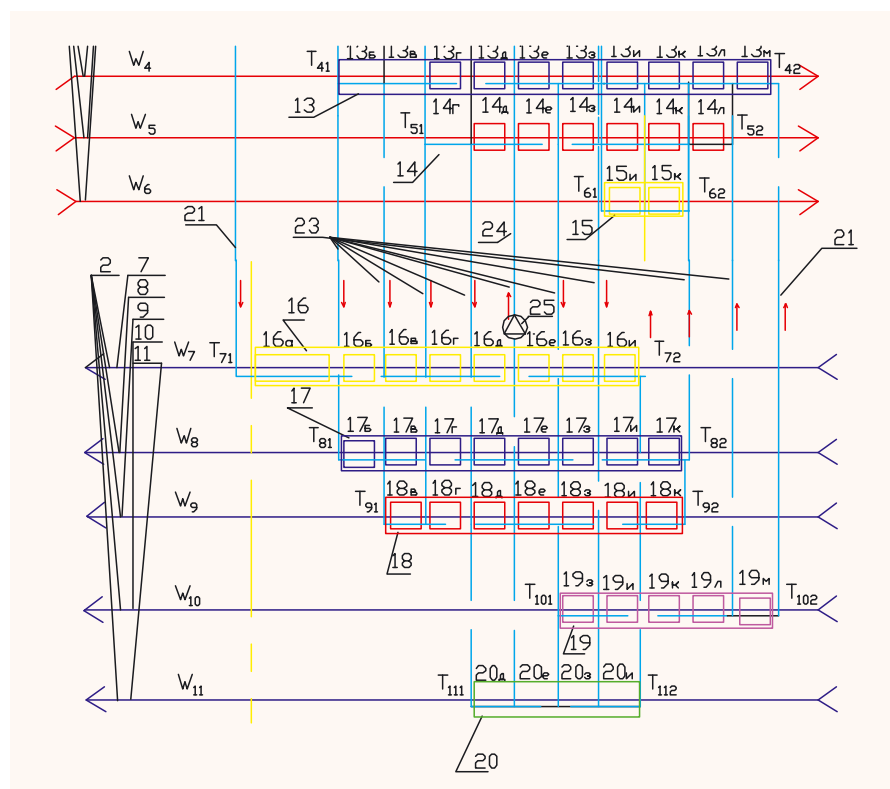 13б 13в 13г 13д 13е 13з 13и 13к 13л 13м
W4 T41 T42
13 14г 14д 14е 14з 14и 14к 14л
W5 T51 T52
14
15и 15к
W6 T61 T62
21 23 24 15 21
2 7
8
9
10
11
16 25
16а 16б 16в 16г 16д 16е 16з 16и
W7 T71 T72
17
17б 17в 17г 17д 17е 17з 17и 17к
W8 T81 T82
18в 18г 18д 18е 18з 18и 18к
W9 T91 T92
18
19з 19и 19к 19л 19м
W10 T101 T102
19
20д 20е 20з 20и
W11 T111 T112
20